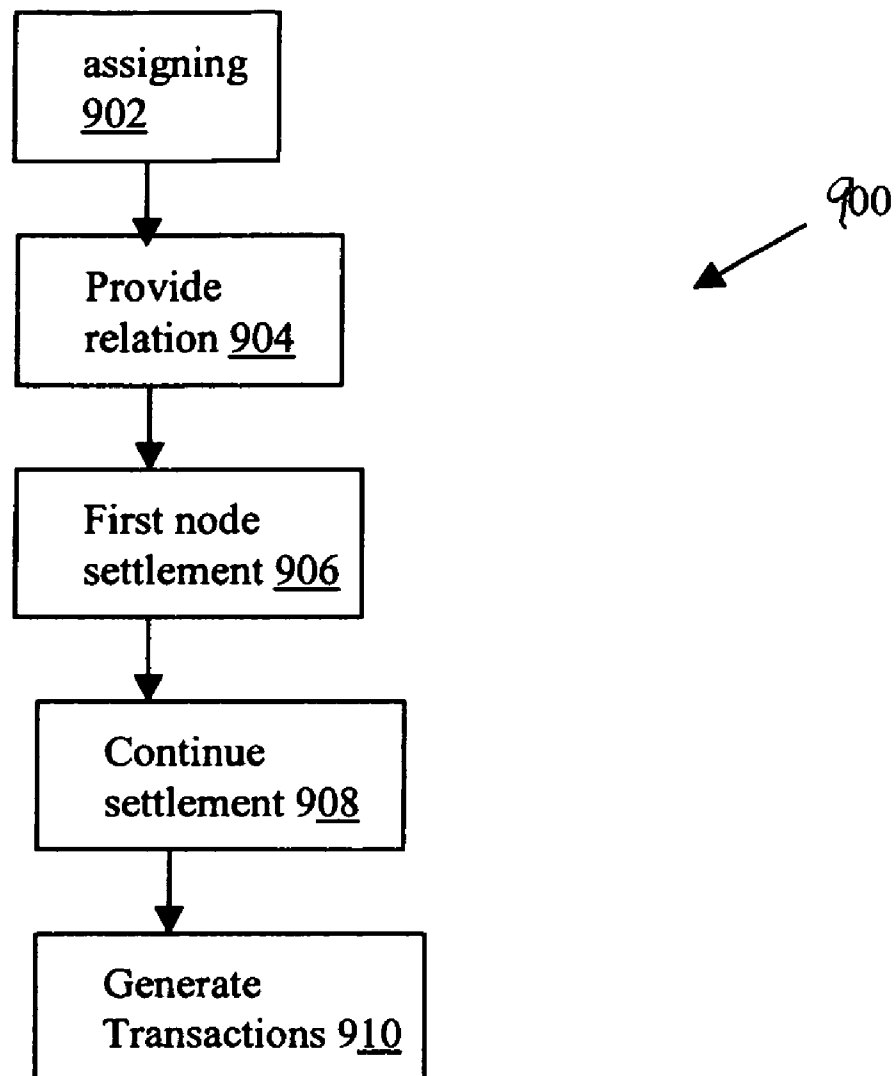 assigning
902
900
Provide
relation 904
First node
settlement 906
Continue
settlement 908
Generate
Transactions 910